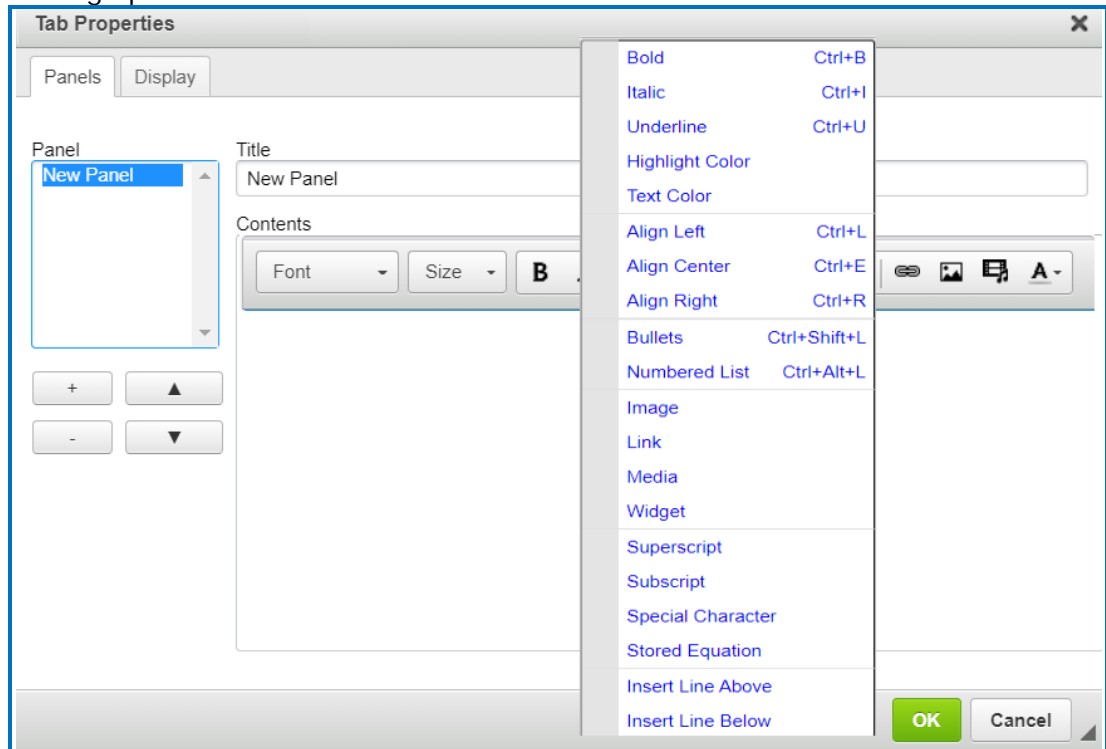 Tab Properties
Panels Display
Panel Title
New Panel New Panel
Contents
Font Size B A
+
-
Bold Ctrl+B
Italic Ctrl+I
Underline Ctrl+U
Highlight Color
Text Color
Align Left Ctrl+L
Align Center Ctrl+E
Align Right Ctrl+R
Bullets Ctrl+Shift+L
Numbered List Ctrl+Alt+L
Image
Link
Media
Widget
Superscript
Subscript
Special Character
Stored Equation
Insert Line Above
Insert Line Below
OK Cancel